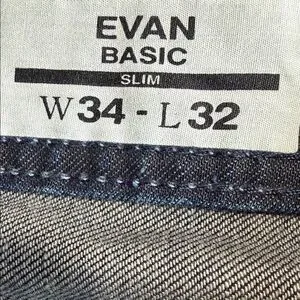 EVAN
BASIC
SLIM
W34 - L32